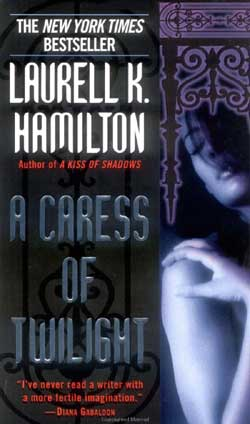 THE NEW YORK TIMES
BESTSELLER
LAURELL K.
HAMILTON
Author of A KISS OF SHADOWS
A CARESS
OF
TWILIGHT
"I've never read a writer with
a more fertile imagination."
—DIANA GABALDON